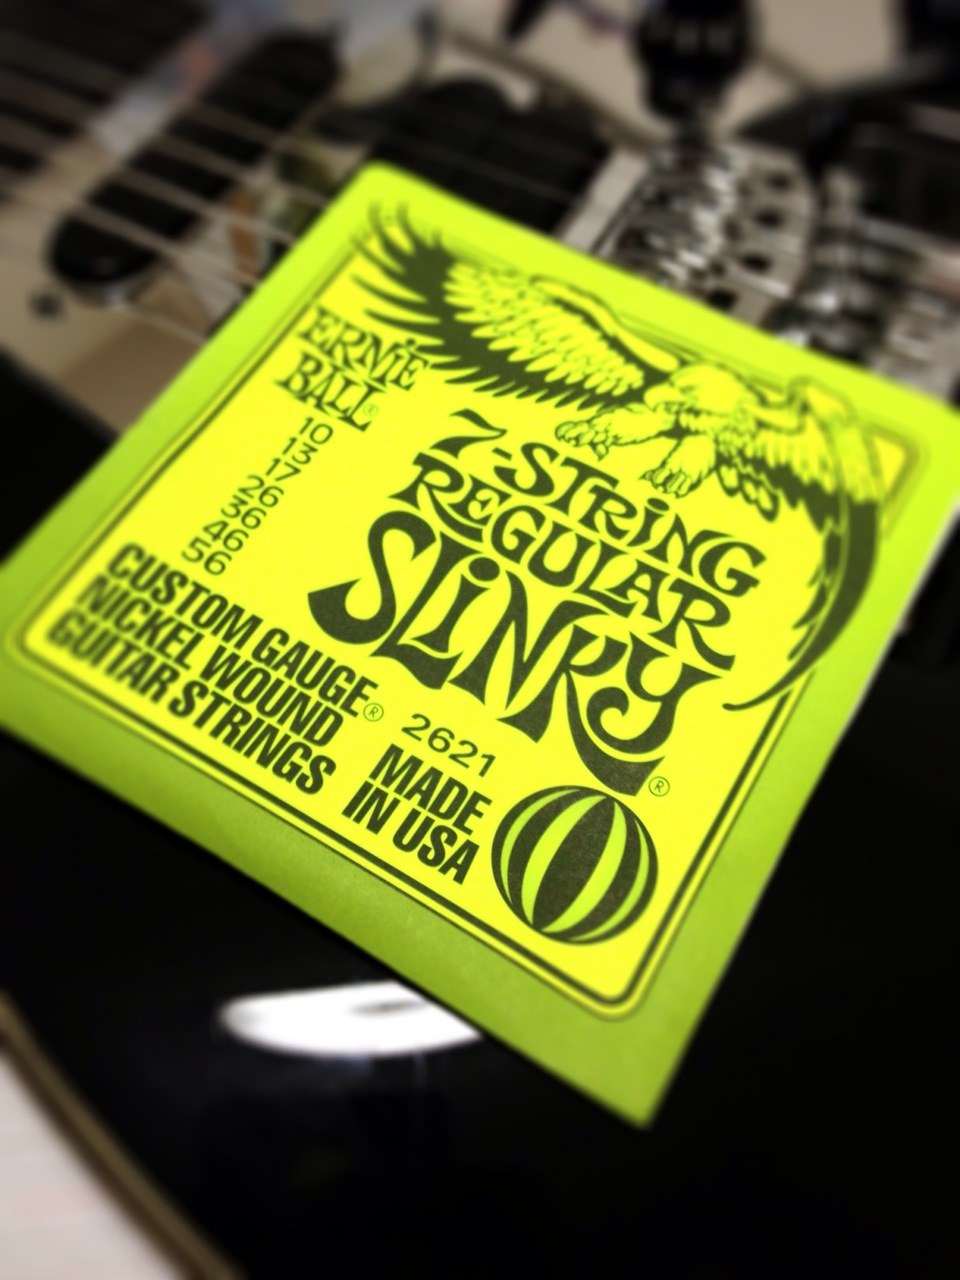 ERNiE
BALL®
10
13
17
26
36
46
56
7-STRiNG
REGULAR
SLiNKY®
CUSTOM GAUGE
NICKEL WOUND®
GUITAR STRINGS
2621
MADE
IN USA